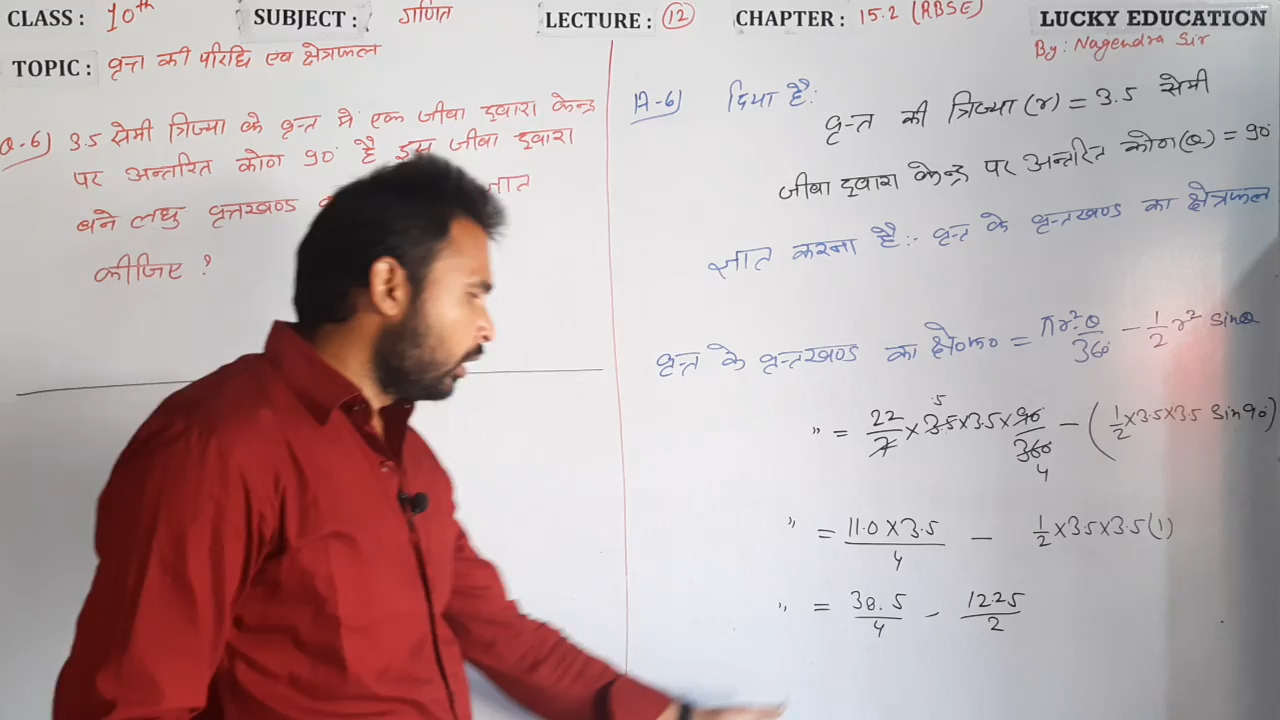 CLASS : 10th SUBJECT : गणित LECTURE : 12 CHAPTER : 15.2 (RBSE) LUCKY EDUCATION
By: Nagendra Sir
TOPIC : वृत्त की परिधि एवं क्षेत्रफल
Q-6) 3.5 सेमी त्रिज्या के वृत्त में एक जीवा द्वारा केन्द्र
पर अन्तरित कोण 90° है इस जीवा द्वारा
बने लघु वृत्तखण्ड ज्ञात
कीजिए ?
A-6) दिया है:
वृत्त की त्रिज्या (r) = 3.5 सेमी
जीवा द्वारा केन्द्र पर अन्तरित कोण (θ) = 90°
ज्ञात करना है :- वृत्त के वृत्तखण्ड का क्षेत्रफल
वृत्त के वृत्तखण्ड का क्षे०फ० = πr²θ/360° - 1/2 r² sinθ
" = 22/7 × 3.5 × 3.5 × 90/360 - (1/2 × 3.5 × 3.5 sin 90°)
5
4
" = 11.0 × 3.5/4 - 1/2 × 3.5 × 3.5 (1)
" = 38.5/4 - 12.25/2